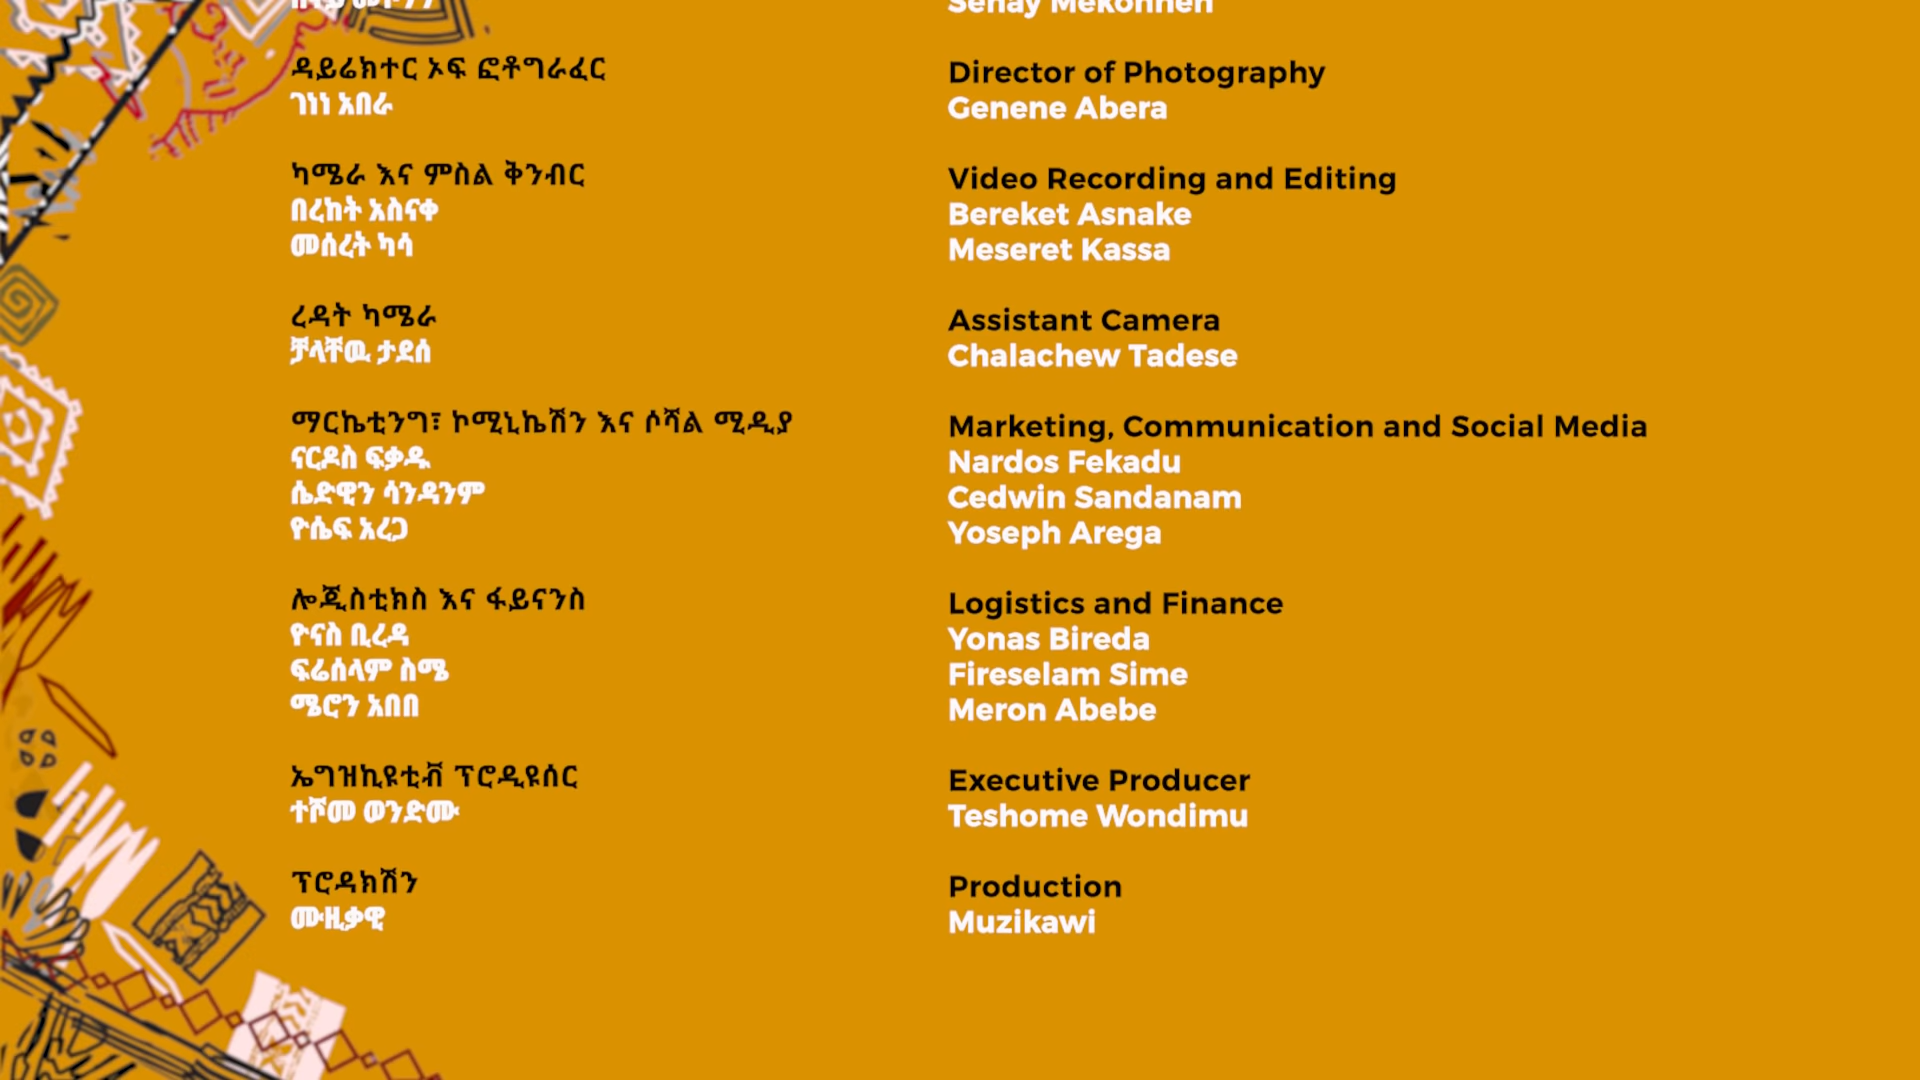 ዳይሬክተር ኦፍ ፎቶግራፈር
ገነነ አበራ
ካሜራ እና ምስል ቅንብር
በረከት አስናቀ
መሰረት ካሳ
ረዳት ካሜራ
ቻላቸዉ ታደሰ
ማርኬቲንግ፣ ኮሚኒኬሽን እና ሶሻል ሚዲያ
ናርዶስ ፍቃዱ
ሴድዊን ሳንዳንም
ዮሴፍ አረጋ
ሎጂስቲክስ እና ፋይናንስ
ዮናስ ቢረዳ
ፍሬሰላም ስሜ
ሜሮን አበበ
ኤግዝኪዩቲቭ ፕሮዲዩሰር
ተሾመ ወንድሙ
ፕሮዳክሽን
ሙዚቃዊ
Senay Mekonnen
Director of Photography
Genene Abera
Video Recording and Editing
Bereket Asnake
Meseret Kassa
Assistant Camera
Chalachew Tadese
Marketing, Communication and Social Media
Nardos Fekadu
Cedwin Sandanam
Yoseph Arega
Logistics and Finance
Yonas Bireda
Fireselam Sime
Meron Abebe
Executive Producer
Teshome Wondimu
Production
Muzikawi